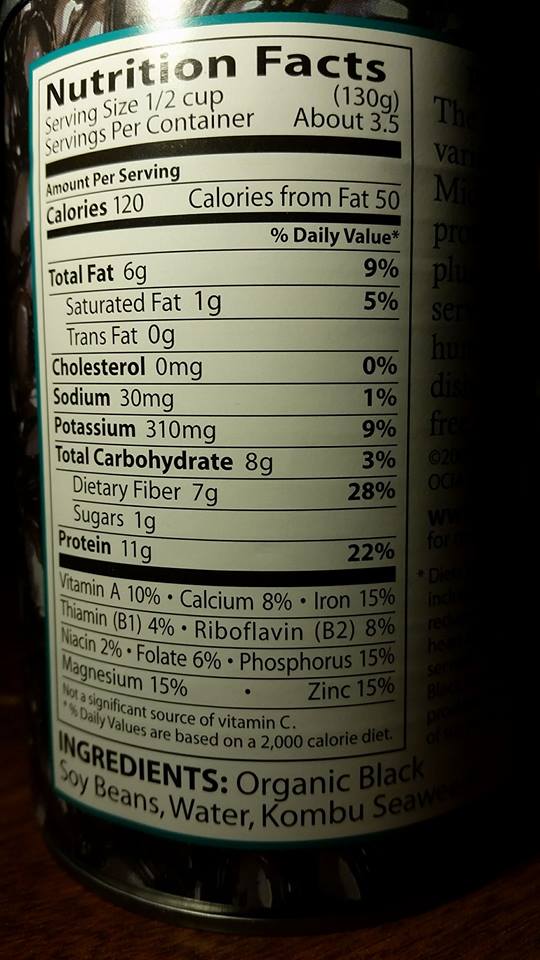 Nutrition Facts
Serving Size 1/2 cup (130g)
Servings Per Container About 3.5
Amount Per Serving
Calories 120 Calories from Fat 50
% Daily Value*
Total Fat 6g 9%
Saturated Fat 1g 5%
Trans Fat 0g
Cholesterol 0mg 0%
Sodium 30mg 1%
Potassium 310mg 9%
Total Carbohydrate 8g 3%
Dietary Fiber 7g 28%
Sugars 1g
Protein 11g 22%
Vitamin A 10% • Calcium 8% • Iron 15%
Thiamin (B1) 4% • Riboflavin (B2) 8%
Niacin 2% • Folate 6% • Phosphorus 15%
Magnesium 15% • Zinc 15%
Not a significant source of vitamin C.
*% Daily Values are based on a 2,000 calorie diet.
INGREDIENTS: Organic Black
Soy Beans, Water, Kombu